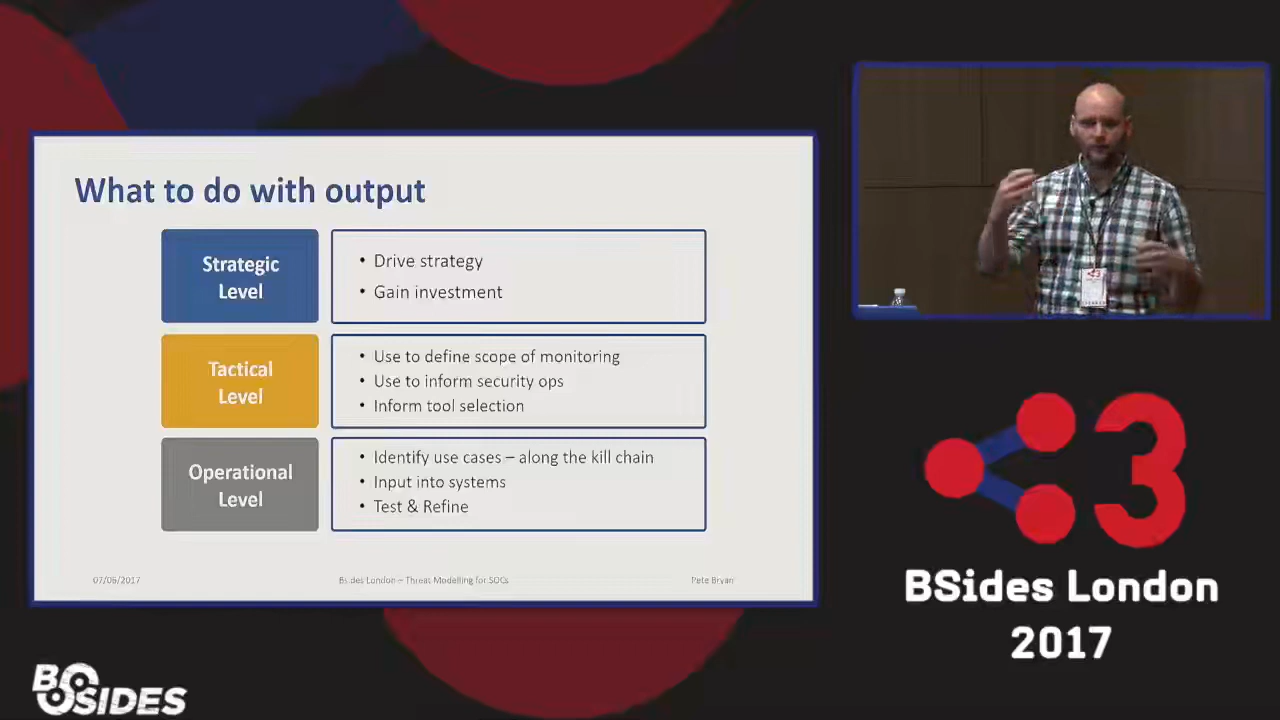 What to do with output
Strategic
Level
• Drive strategy
• Gain investment
Tactical
Level
• Use to define scope of monitoring
• Use to inform security ops
• Inform tool selection
Operational
Level
• Identify use cases – along the kill chain
• Input into systems
• Test & Refine
07/06/2017
Bsides London – Threat Modelling for SOCs
Pete Bryan
<3
BSides London
2017
BSIDES